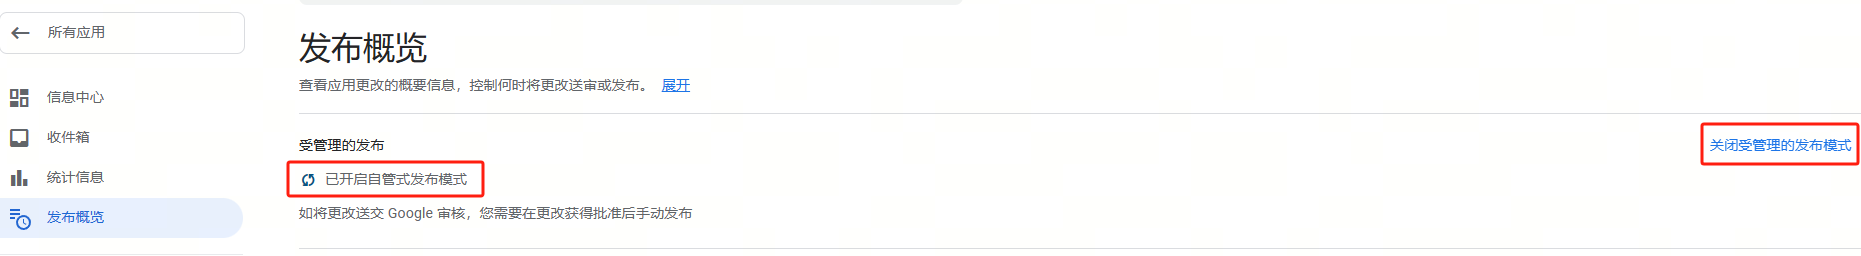 所有应用
信息中心
收件箱
统计信息
发布概览
发布概览
查看应用更改的概要信息，控制何时将更改送审或发布。 展开
受管理的发布
关闭受管理的发布模式
已开启自管式发布模式
如将更改送交 Google 审核，您需要在更改获得批准后手动发布